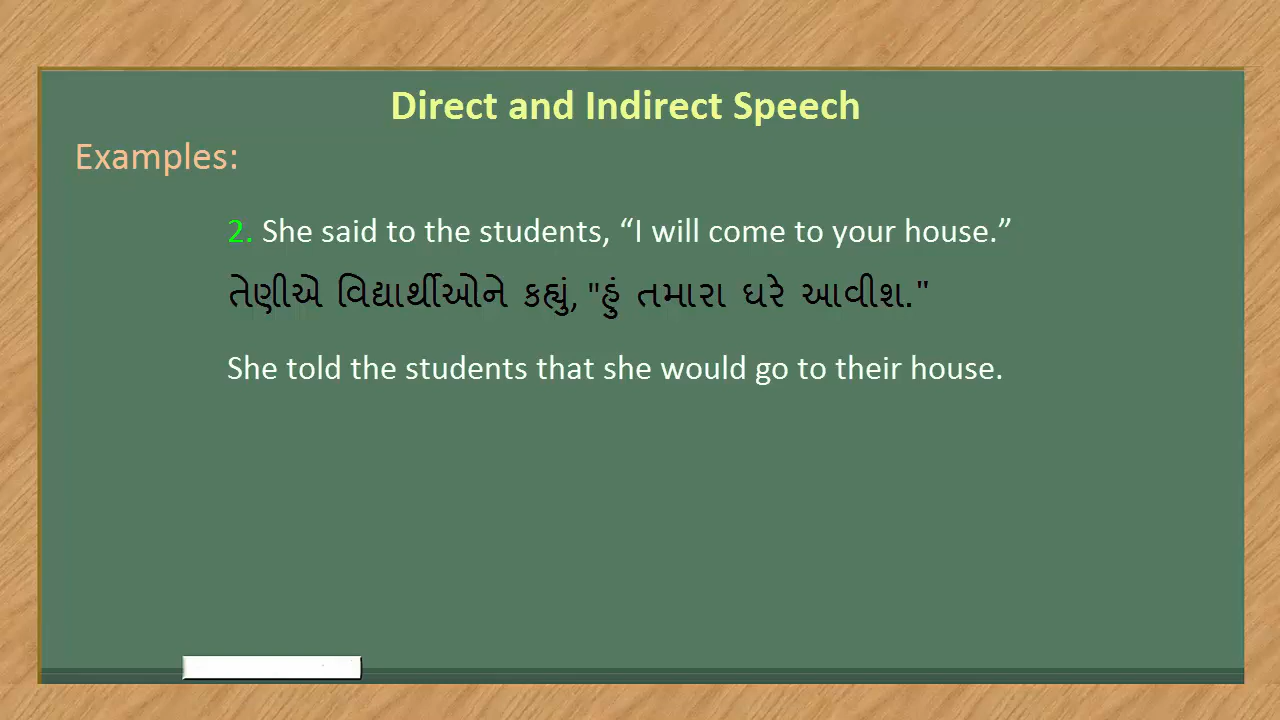 Direct and Indirect Speech
Examples:
2. She said to the students, “I will come to your house.”
તેણીએ વિદ્યાર્થીઓને કહ્યું, "હું તમારા ઘરે આવીશ."
She told the students that she would go to their house.